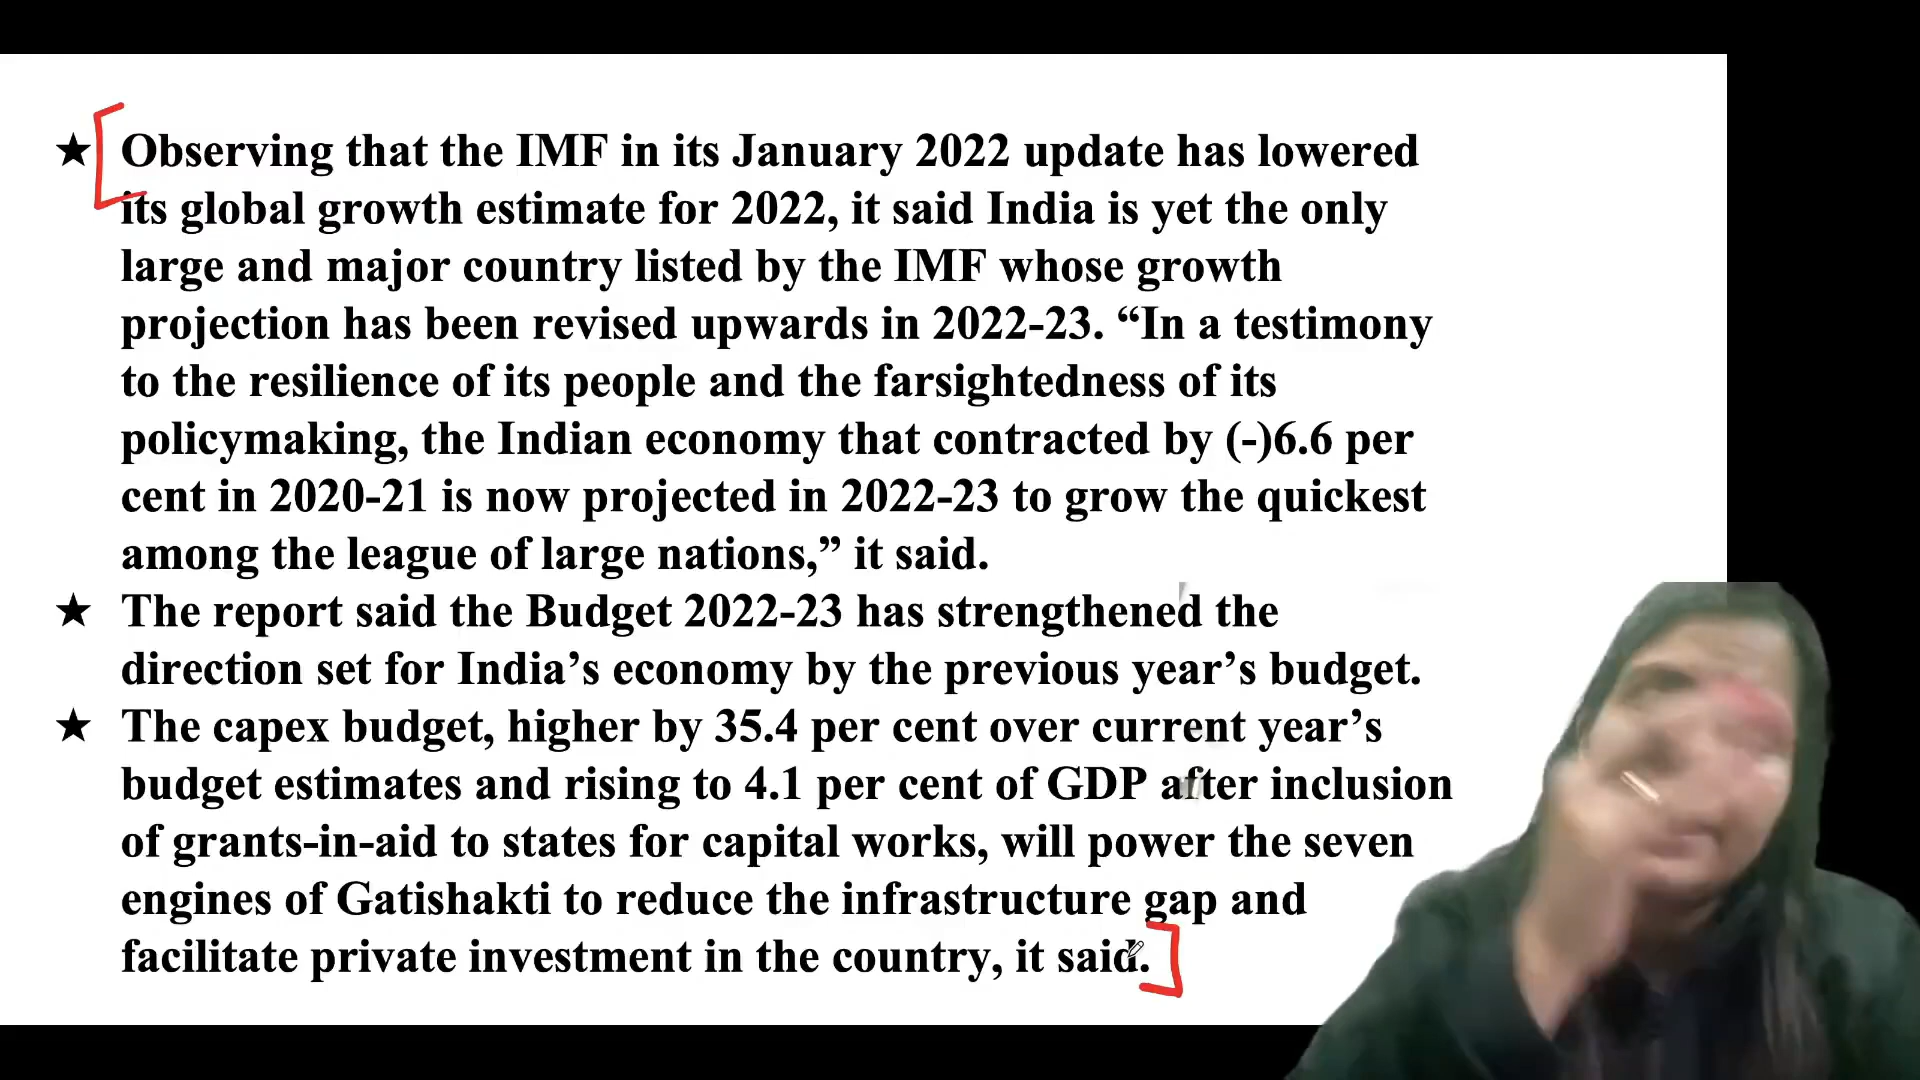 ★ Observing that the IMF in its January 2022 update has lowered
its global growth estimate for 2022, it said India is yet the only
large and major country listed by the IMF whose growth
projection has been revised upwards in 2022-23. “In a testimony
to the resilience of its people and the farsightedness of its
policymaking, the Indian economy that contracted by (-)6.6 per
cent in 2020-21 is now projected in 2022-23 to grow the quickest
among the league of large nations,” it said.
★ The report said the Budget 2022-23 has strengthened the
direction set for India’s economy by the previous year’s budget.
★ The capex budget, higher by 35.4 per cent over current year’s
budget estimates and rising to 4.1 per cent of GDP after inclusion
of grants-in-aid to states for capital works, will power the seven
engines of Gatishakti to reduce the infrastructure gap and
facilitate private investment in the country, it said.